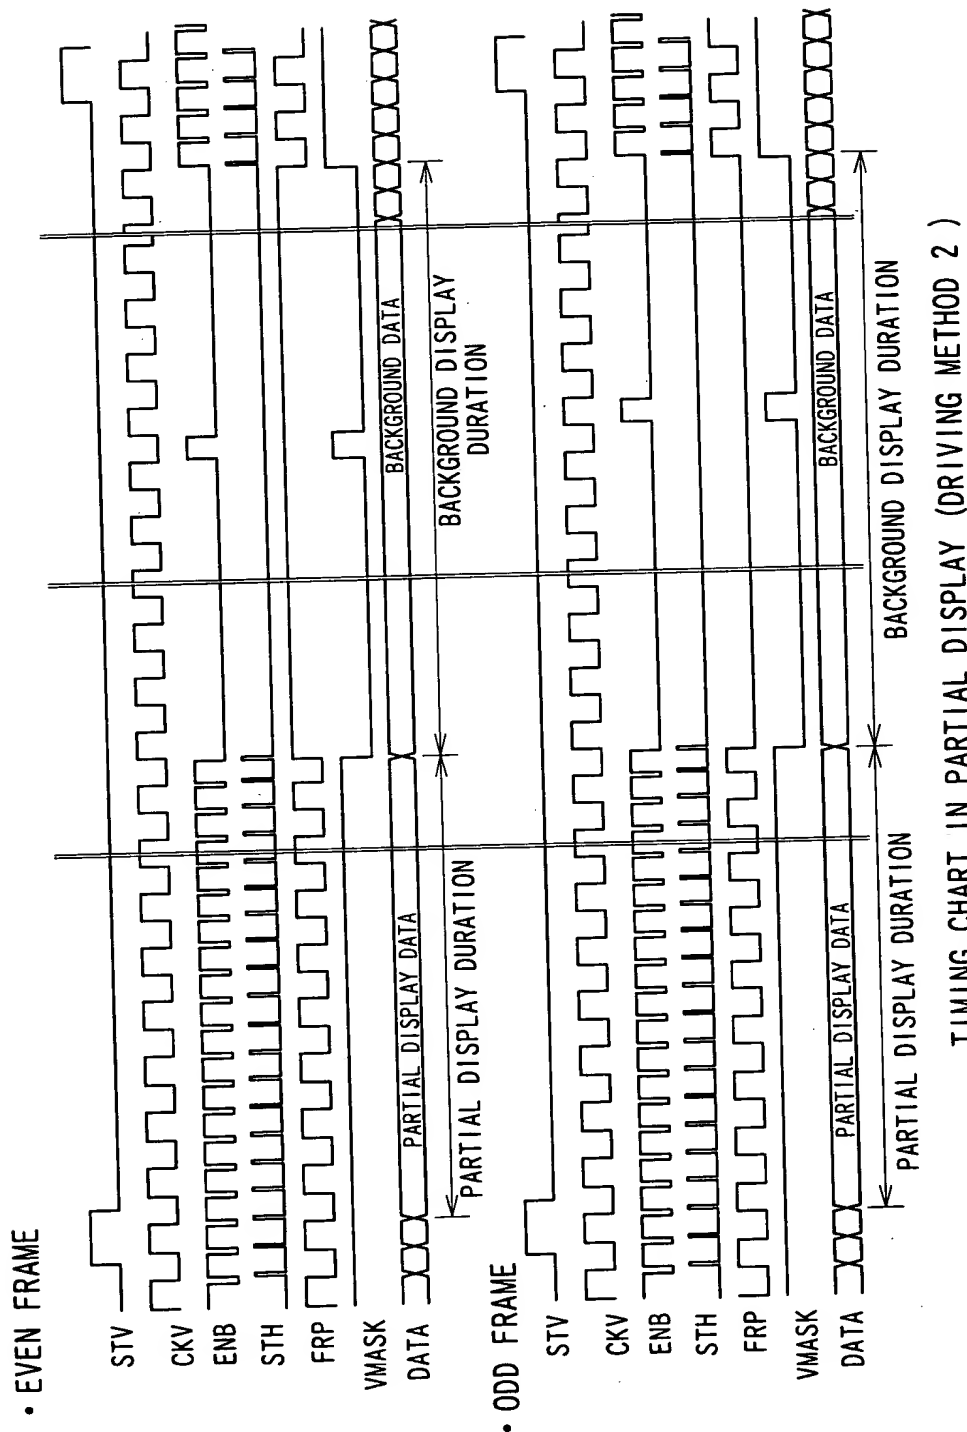 • EVEN FRAME
STV
CKV
ENB
STH
FRP
VMASK
DATA
PARTIAL DISPLAY DATA
BACKGROUND DATA
PARTIAL DISPLAY DURATION
BACKGROUND DISPLAY
DURATION
• ODD FRAME
STV
CKV
ENB
STH
FRP
VMASK
DATA
PARTIAL DISPLAY DATA
BACKGROUND DATA
PARTIAL DISPLAY DURATION
BACKGROUND DISPLAY DURATION
TIMING CHART IN PARTIAL DISPLAY (DRIVING METHOD 2 )